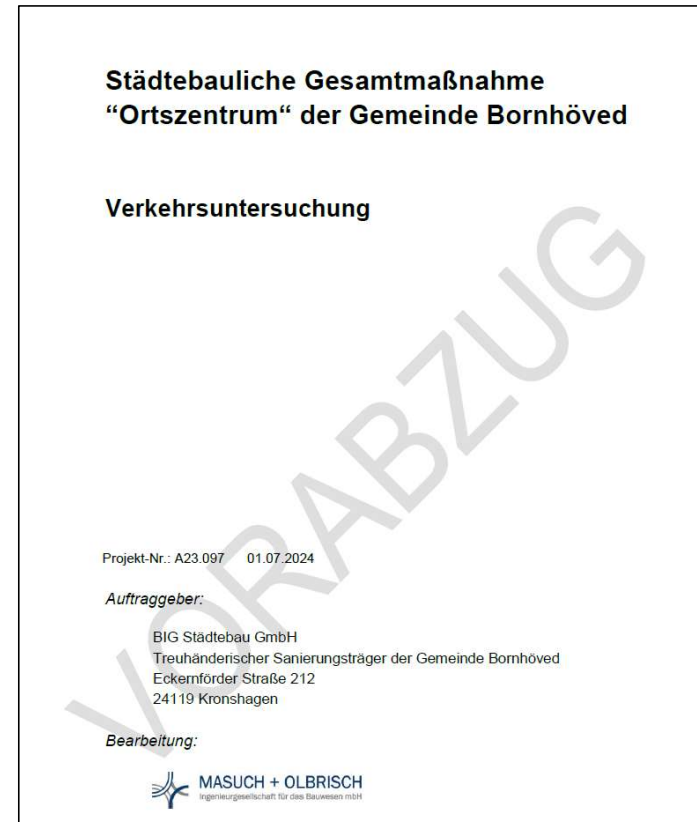 Städtebauliche Gesamtmaßnahme
“Ortszentrum“ der Gemeinde Bornhöved
Verkehrsuntersuchung
VORABZUG
Projekt-Nr.: A23.097 01.07.2024
Auftraggeber:
BIG Städtebau GmbH
Treuhänderischer Sanierungsträger der Gemeinde Bornhöved
Eckernförder Straße 212
24119 Kronshagen
Bearbeitung:
MASUCH + OLBRISCH
Ingenieurgesellschaft für das Bauwesen mbH